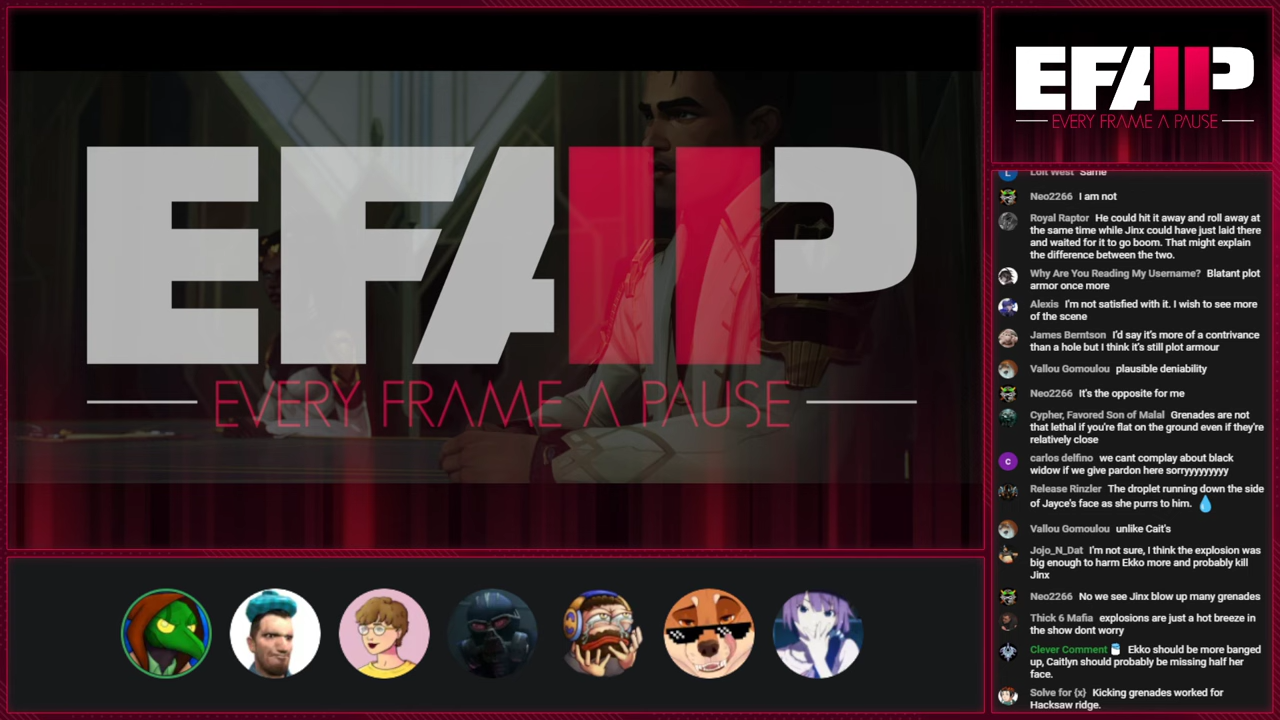 EFAP
EVERY FRAME A PAUSE
EFAP
EVERY FRAME A PAUSE
L Loit West Same
Neo2266 I am not
Royal Raptor He could hit it away and roll away at
the same time while Jinx could have just laid there
and waited for it to go boom. That might explain
the difference between the two.
Why Are You Reading My Username? Blatant plot
armor once more
Alexis I'm not satisfied with it. I wish to see more
of the scene
James Berntson I'd say it's more of a contrivance
than a hole but I think it's still plot armour
Vallou Gomoulou plausible deniability
Neo2266 It's the opposite for me
Cypher, Favored Son of Malal Grenades are not
that lethal if you're flat on the ground even if they're
relatively close
c carlos delfino we cant complay about black
widow if we give pardon here sorryyyyyyyy
Release Rinzler The droplet running down the side
of Jayce's face as she purrs to him. 💧
Vallou Gomoulou unlike Cait's
Jojo_N_Dat I'm not sure, I think the explosion was
big enough to harm Ekko more and probably kill
Jinx
Neo2266 No we see Jinx blow up many grenades
Thick 6 Mafia explosions are just a hot breeze in
the show dont worry
Clever Comment Ekko should be more banged
up, Caitlyn should probably be missing half her
face.
Solve for {x} Kicking grenades worked for
Hacksaw ridge.